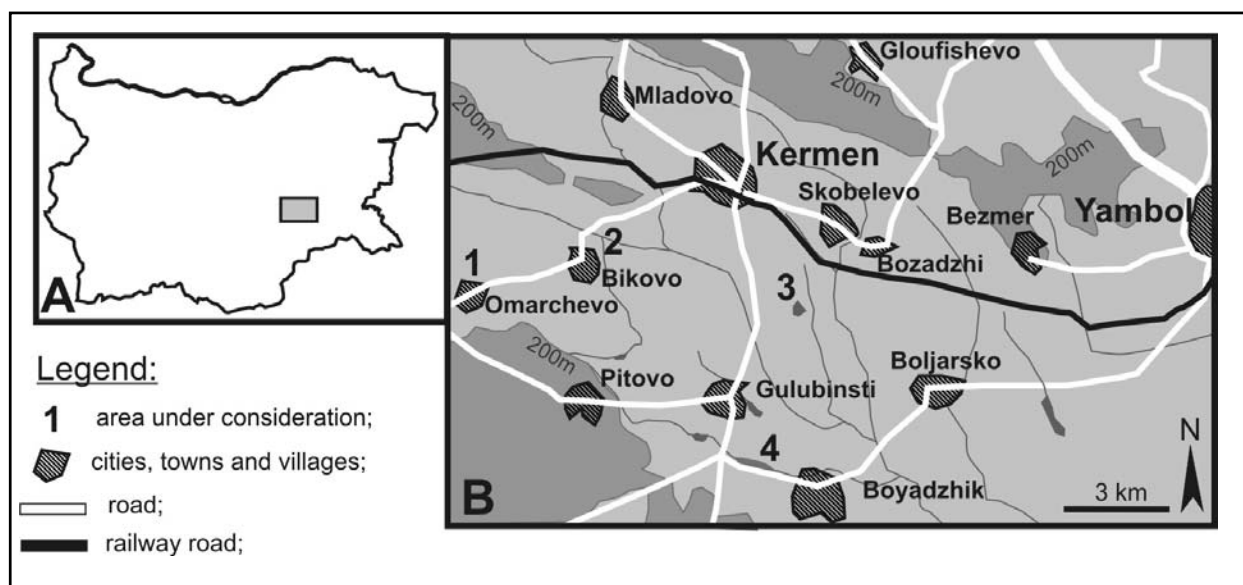 A
Legend:
1 area under consideration;
cities, towns and villages;
road;
railway road;
Gloufishevo
200m
Mladovo
200m
Kermen
200m
Skobelevo
Bezmer
Yambol
2
1
Bikovo
Bozadzhi
3
Omarchevo
200m
Pitovo
Gulubinsti
Boljarsko
4
N
B
Boyadzhik
3 km